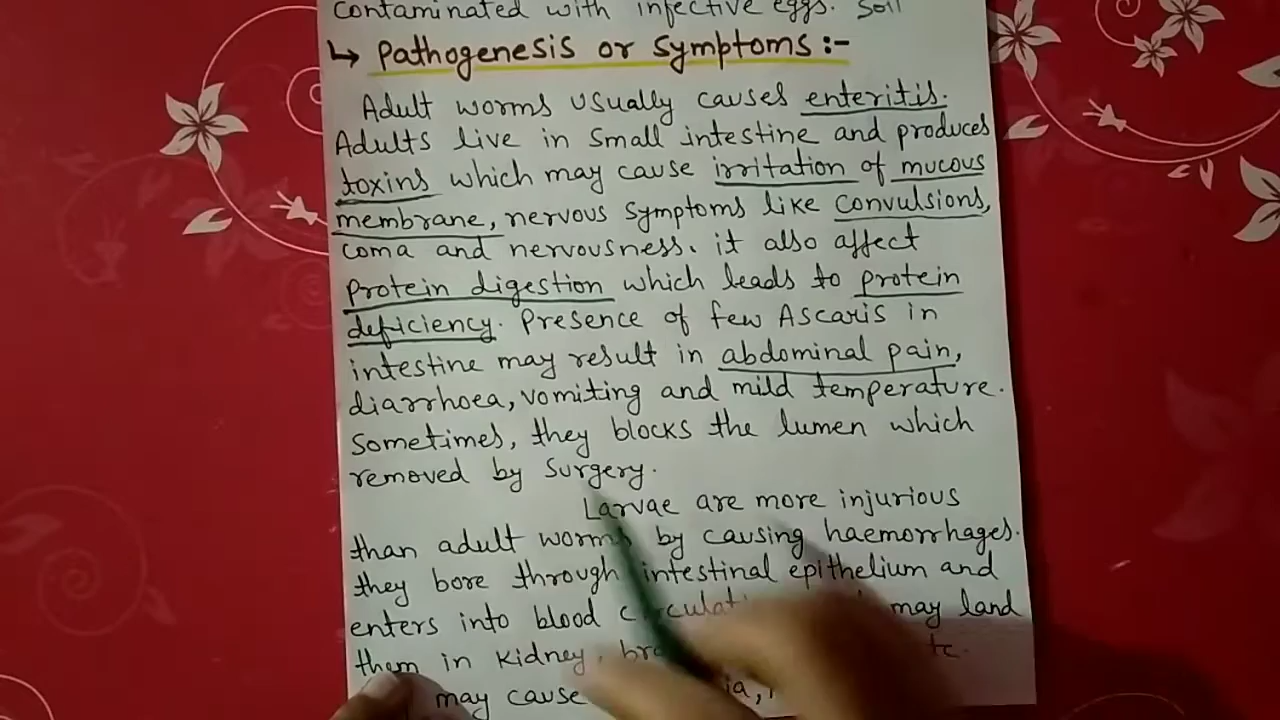 contaminated with infective eggs. Soil
↳ Pathogenesis or Symptoms :-
Adult worms usually causes enteritis.
Adults live in small intestine and produces
toxins which may cause irritation of mucous
membrane, nervous symptoms like convulsions,
coma and nervousness. it also affect
protein digestion which leads to protein
deficiency. Presence of few Ascaris in
intestine may result in abdominal pain,
diarrhoea, vomiting and mild temperature.
Sometimes, they blocks the lumen which
removed by surgery.
Larvae are more injurious
than adult worms by causing haemorrhages.
they bore through intestinal epithelium and
enters into blood may land
them in kidney,
may cause